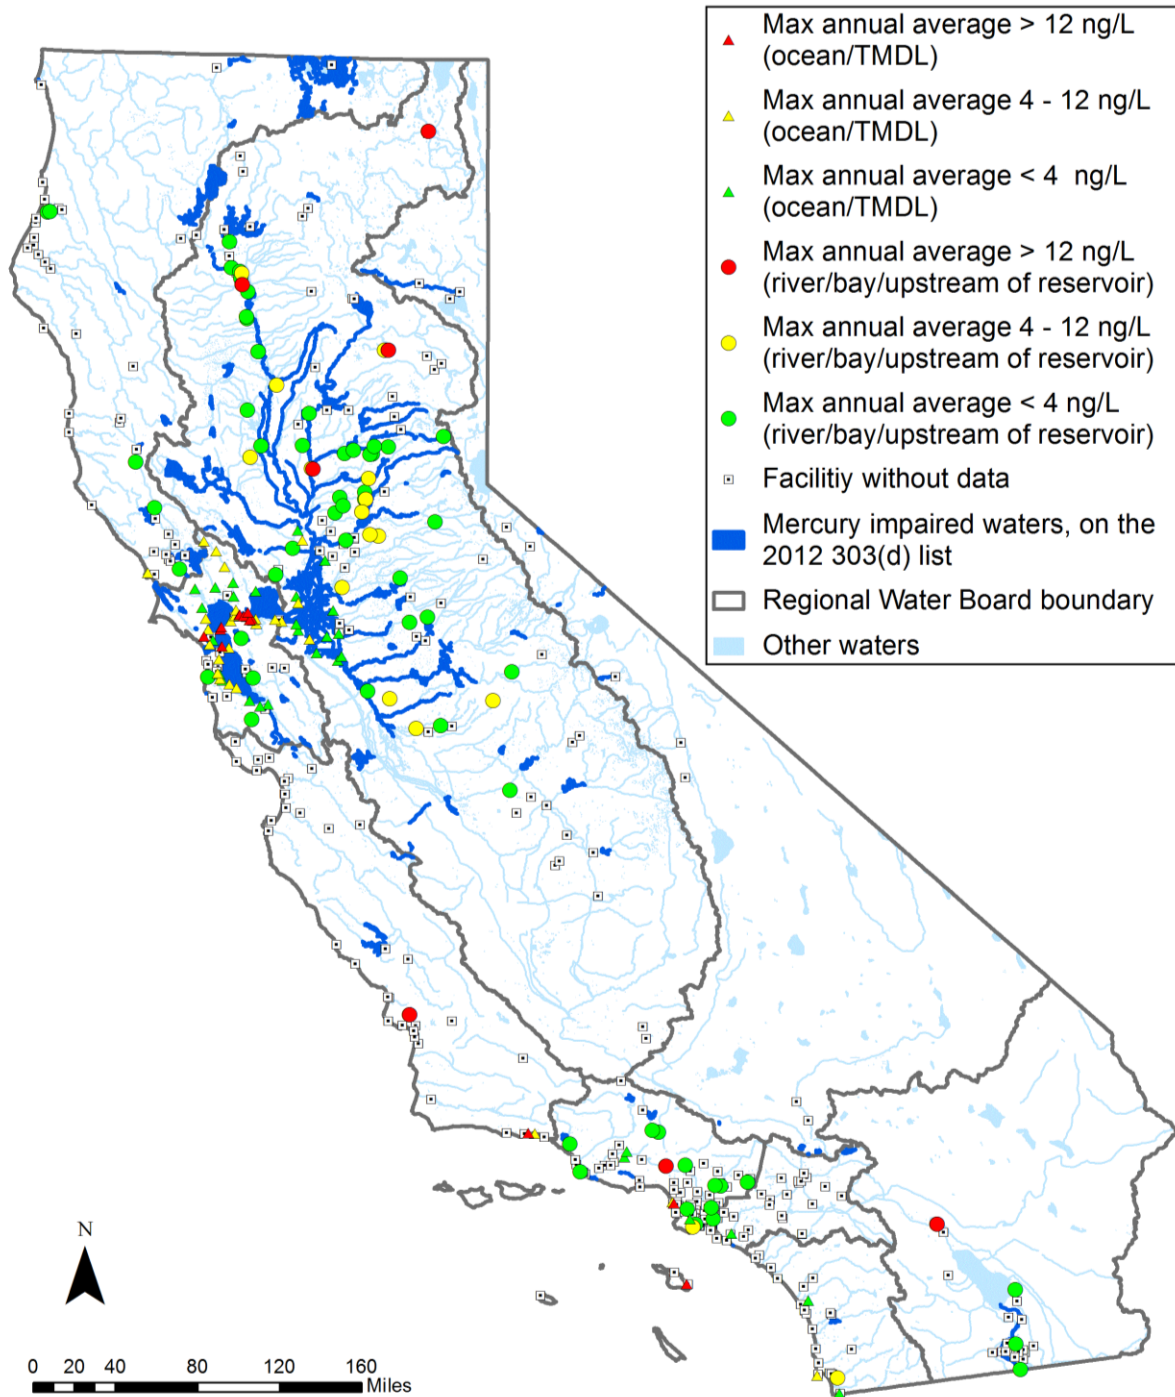 Max annual average > 12 ng/L
(ocean/TMDL)
Max annual average 4 - 12 ng/L
(ocean/TMDL)
Max annual average < 4 ng/L
(ocean/TMDL)
Max annual average > 12 ng/L
(river/bay/upstream of reservoir)
Max annual average 4 - 12 ng/L
(river/bay/upstream of reservoir)
Max annual average < 4 ng/L
(river/bay/upstream of reservoir)
Facilitiy without data
Mercury impaired waters, on the
2012 303(d) list
Regional Water Board boundary
Other waters
N
0 20 40 80 120 160
Miles